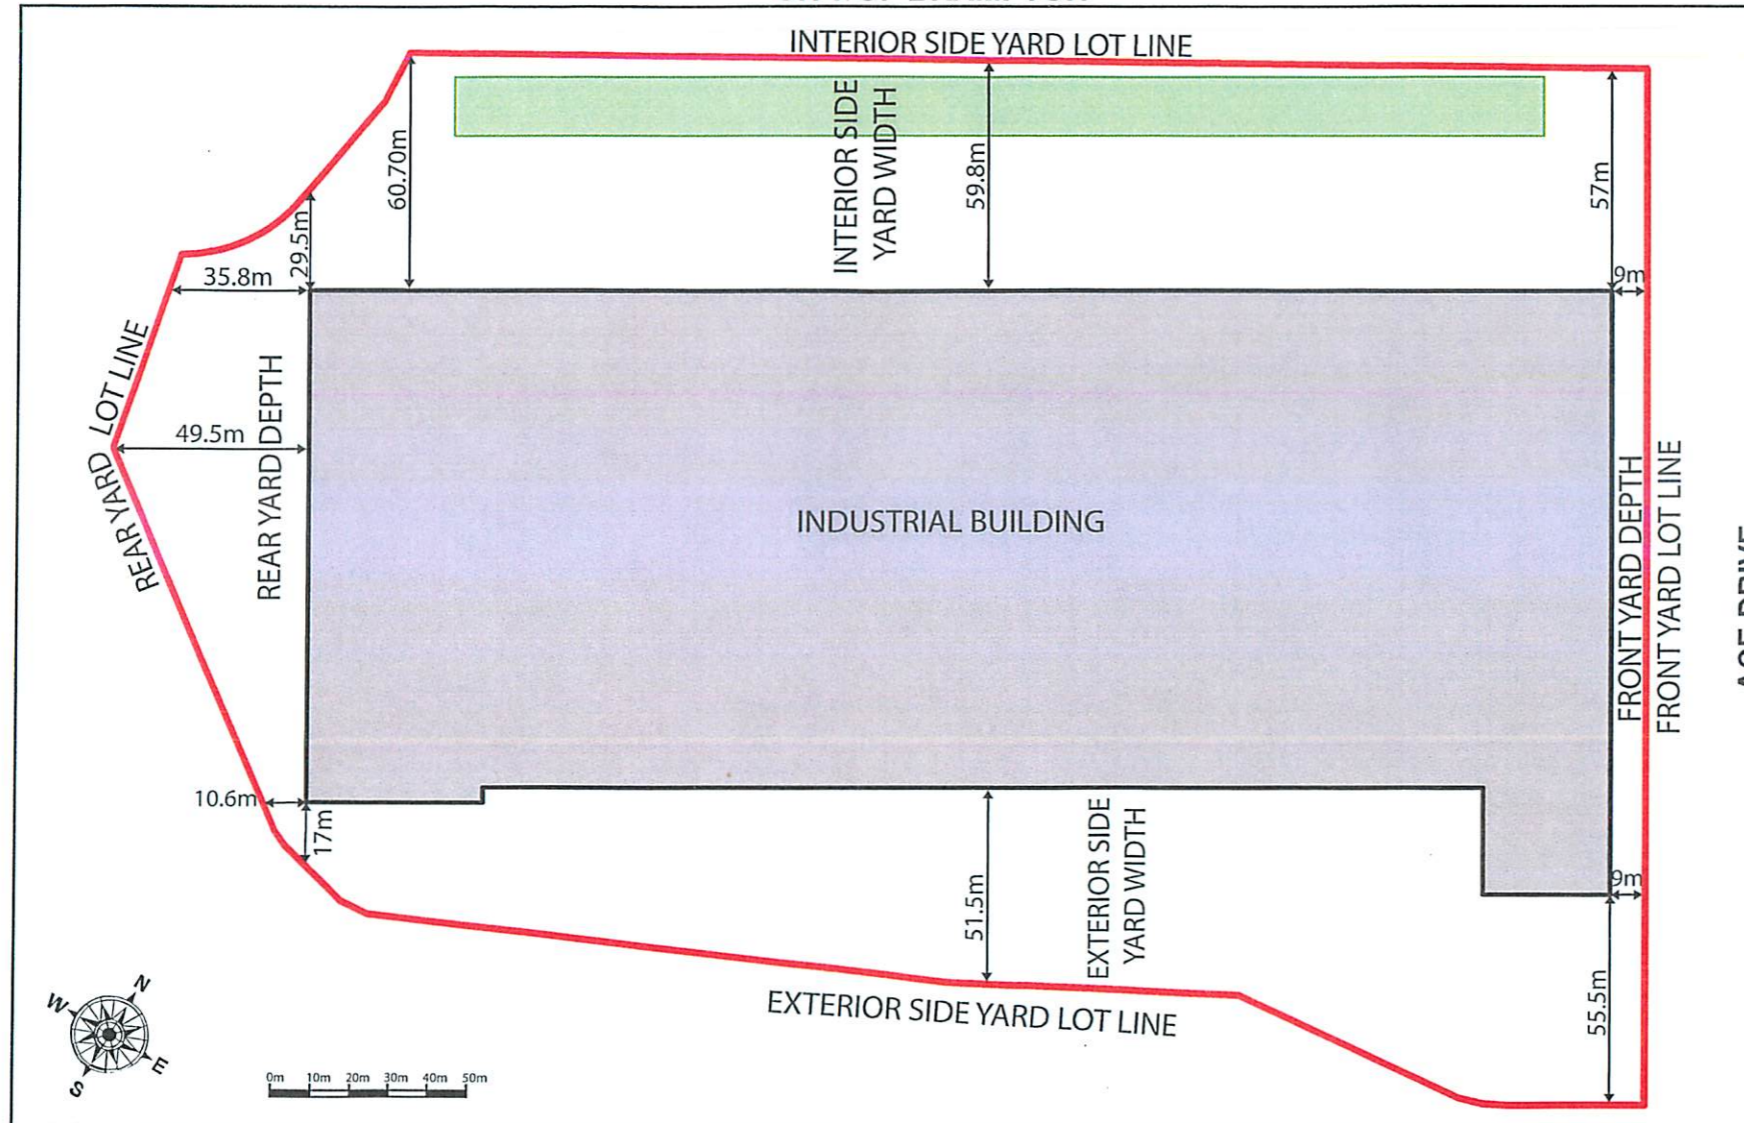 INTERIOR SIDE YARD LOT LINE
INTERIOR SIDE
YARD WIDTH
60.70m
59.8m
57m
29.5m
35.8m
9m
REAR YARD LOT LINE
49.5m
REAR YARD DEPTH
INDUSTRIAL BUILDING
FRONT YARD DEPTH
FRONT YARD LOT LINE
10.6m
17m
51.5m
EXTERIOR SIDE
YARD WIDTH
9m
55.5m
EXTERIOR SIDE YARD LOT LINE
N
W
E
S
0m 10m 20m 30m 40m 50m